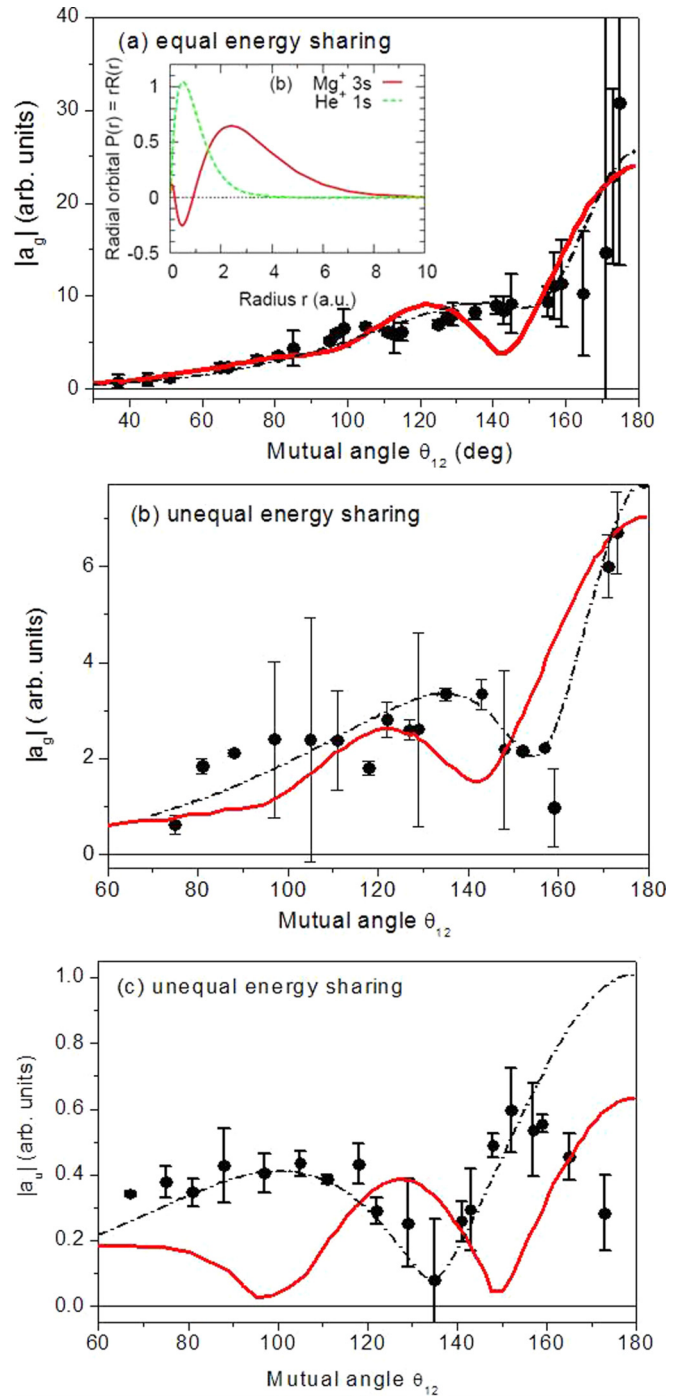 (a) equal energy sharing
(b) Mg⁺ 3s
He⁺ 1s
Radial orbital P(r) = rR(r)
1
0.5
0
-0.5
0 2 4 6 8 10
Radius r (a.u.)
|a_g| (arb. units)
40
30
20
10
0
40 60 80 100 120 140 160 180
Mutual angle θ₁₂ (deg)
(b) unequal energy sharing
|a_g| ( arb. units)
6
4
2
0
60 80 100 120 140 160 180
Mutual angle θ₁₂
(c) unequal energy sharing
|a_u| (arb. units)
1.0
0.8
0.6
0.4
0.2
0.0
60 80 100 120 140 160 180
Mutual angle θ₁₂